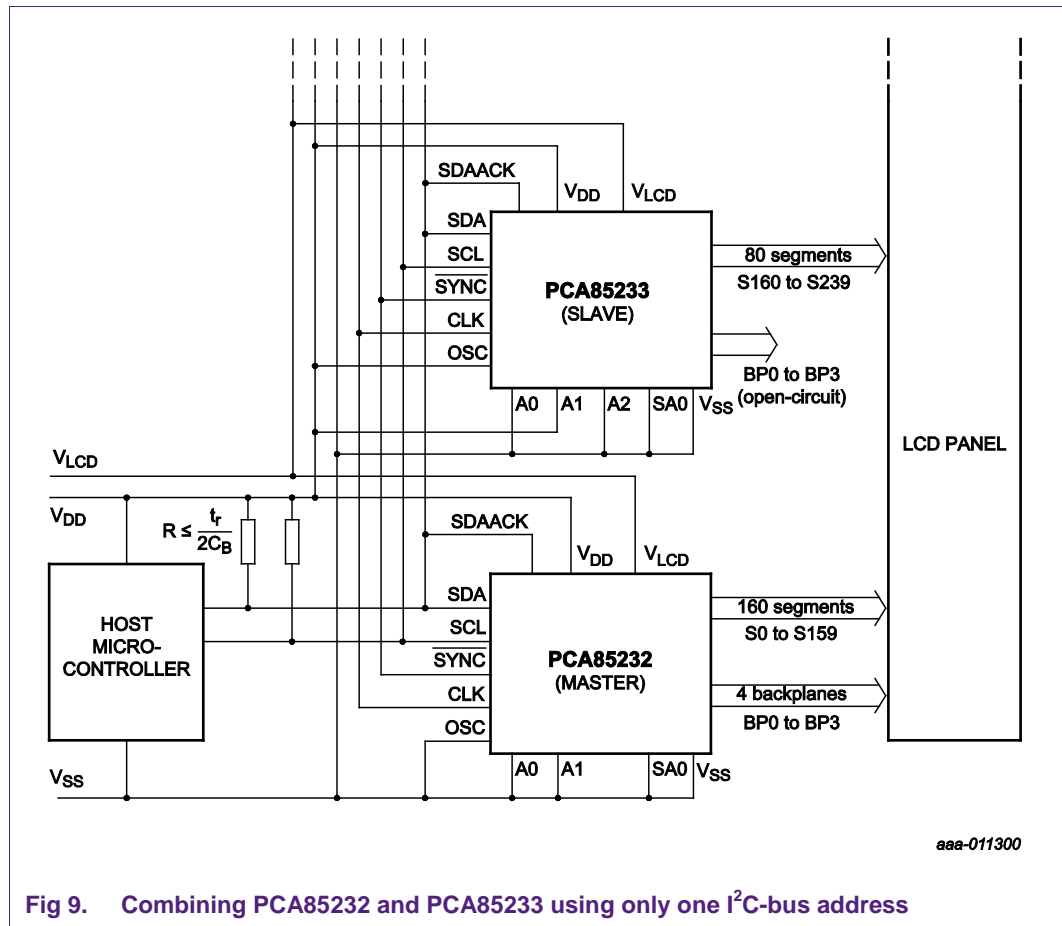 SDAACK
VDD
VLCD
SDA
SCL
SYNC
CLK
OSC
PCA85233
(SLAVE)
80 segments
S160 to S239
BP0 to BP3
(open-circuit)
A0 A1 A2 SA0 VSS
LCD PANEL
VLCD
VDD
R ≤ tr
2CB
HOST
MICRO-
CONTROLLER
VSS
SDAACK
VDD
VLCD
SDA
SCL
SYNC
CLK
OSC
PCA85232
(MASTER)
160 segments
S0 to S159
4 backplanes
BP0 to BP3
A0 A1 SA0 VSS
aaa-011300
Fig 9. Combining PCA85232 and PCA85233 using only one I²C-bus address